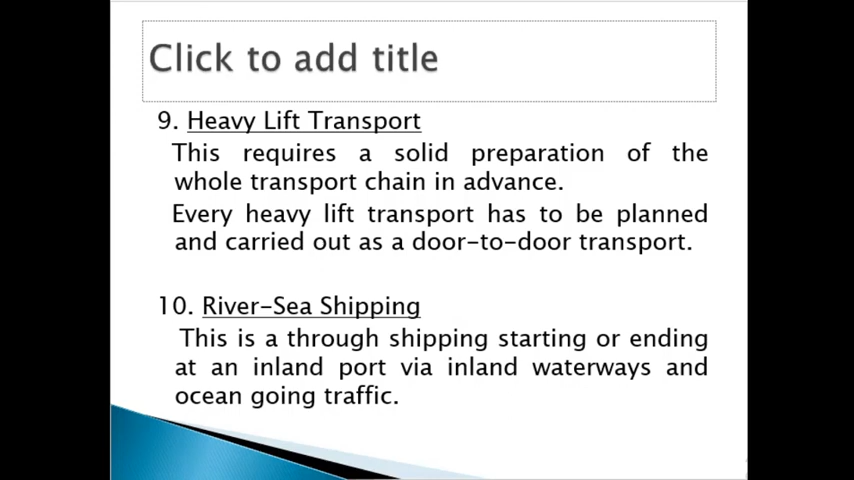 Click to add title
9. Heavy Lift Transport
This requires a solid preparation of the
whole transport chain in advance.
Every heavy lift transport has to be planned
and carried out as a door-to-door transport.
10. River-Sea Shipping
This is a through shipping starting or ending
at an inland port via inland waterways and
ocean going traffic.